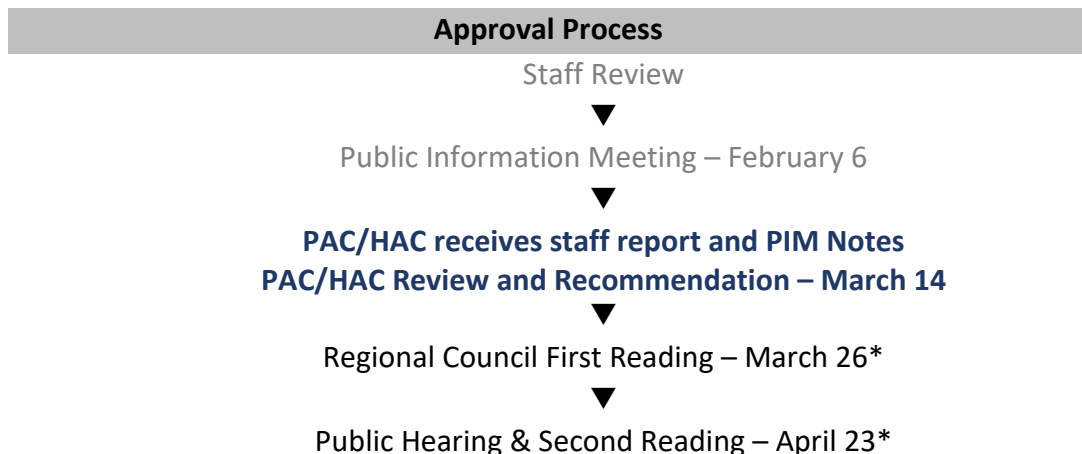 Approval Process
Staff Review
Public Information Meeting – February 6
PAC/HAC receives staff report and PIM Notes
PAC/HAC Review and Recommendation – March 14
Regional Council First Reading – March 26*
Public Hearing & Second Reading – April 23*